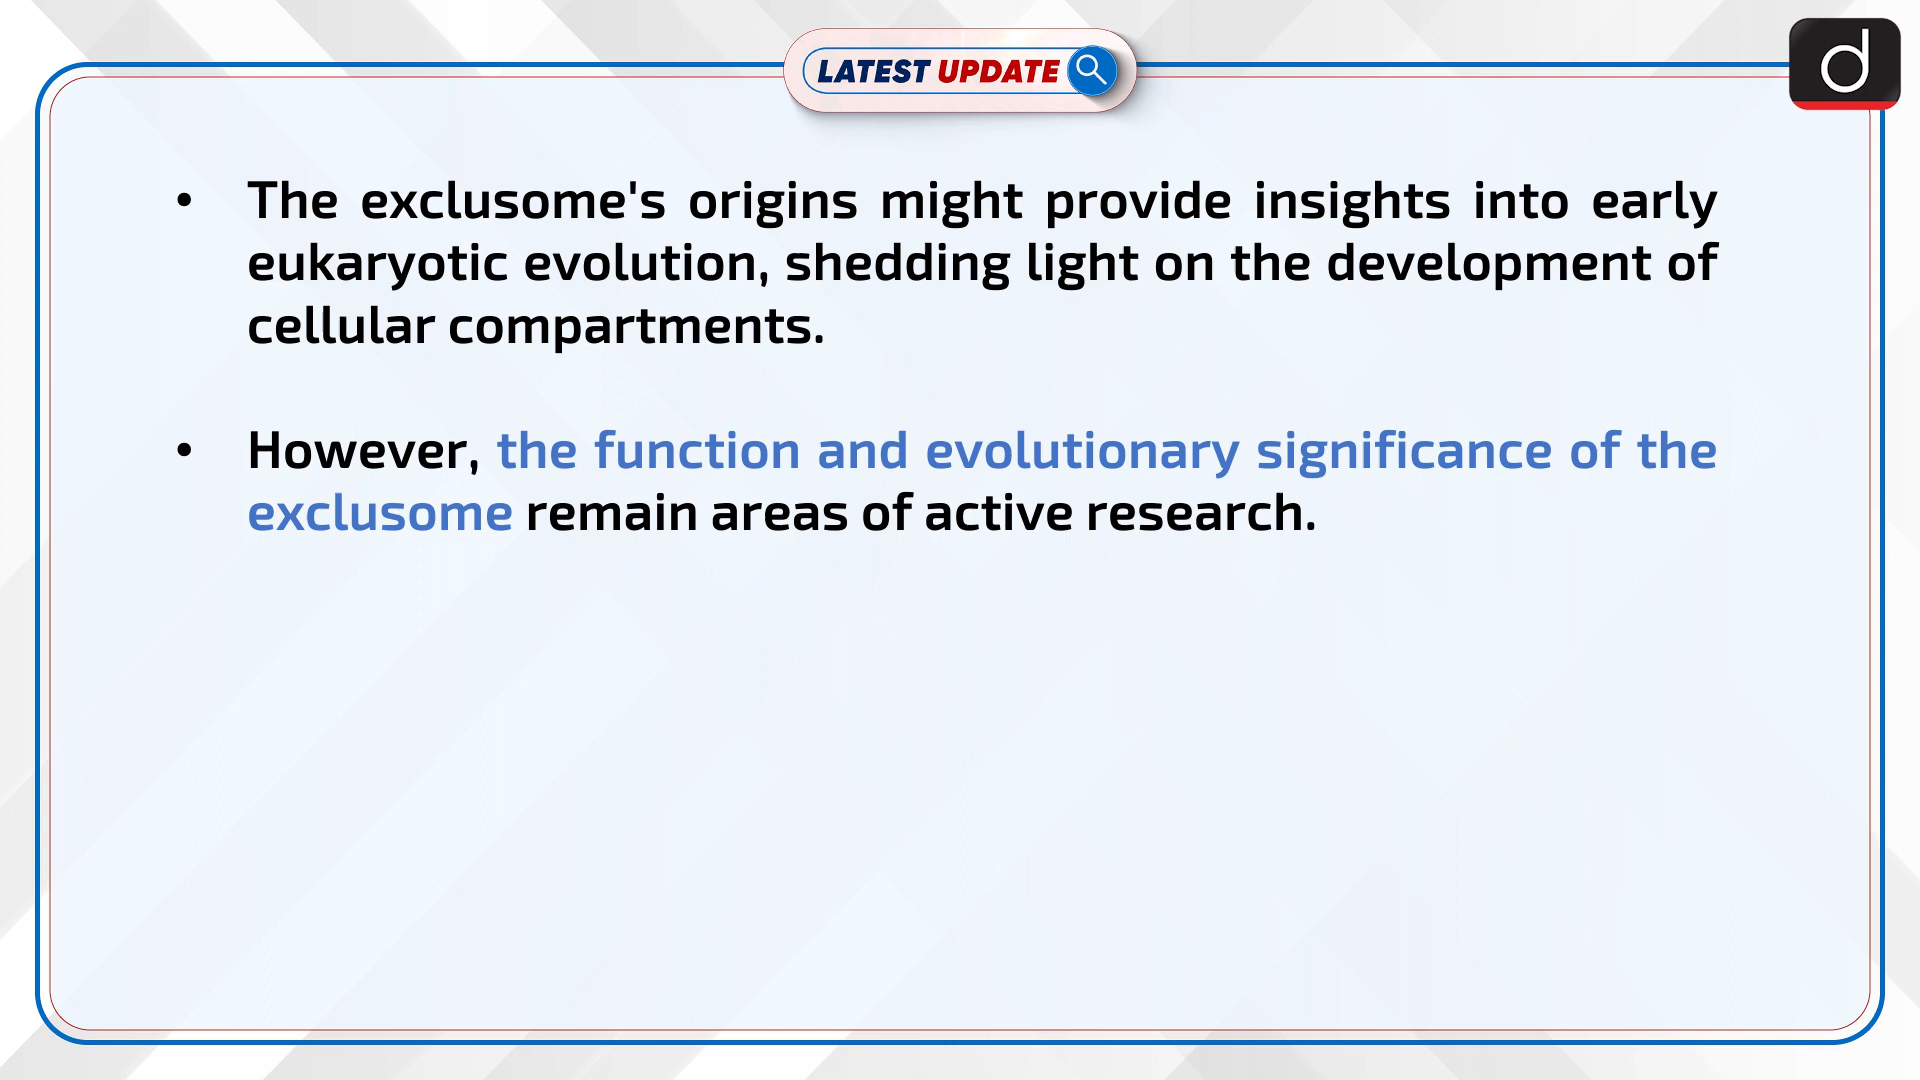 LATEST UPDATE
d
• The exclusome's origins might provide insights into early
eukaryotic evolution, shedding light on the development of
cellular compartments.
• However, the function and evolutionary significance of the
exclusome remain areas of active research.